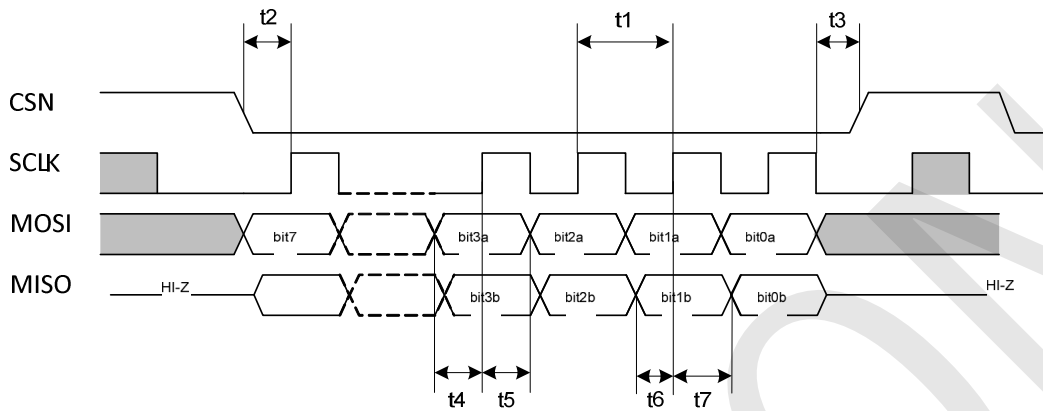 t2 t1 t3
CSN
SCLK
MOSI bit7 bit3a bit2a bit1a bit0a
MISO HI-Z bit3b bit2b bit1b bit0b HI-Z
t4 t5 t6 t7